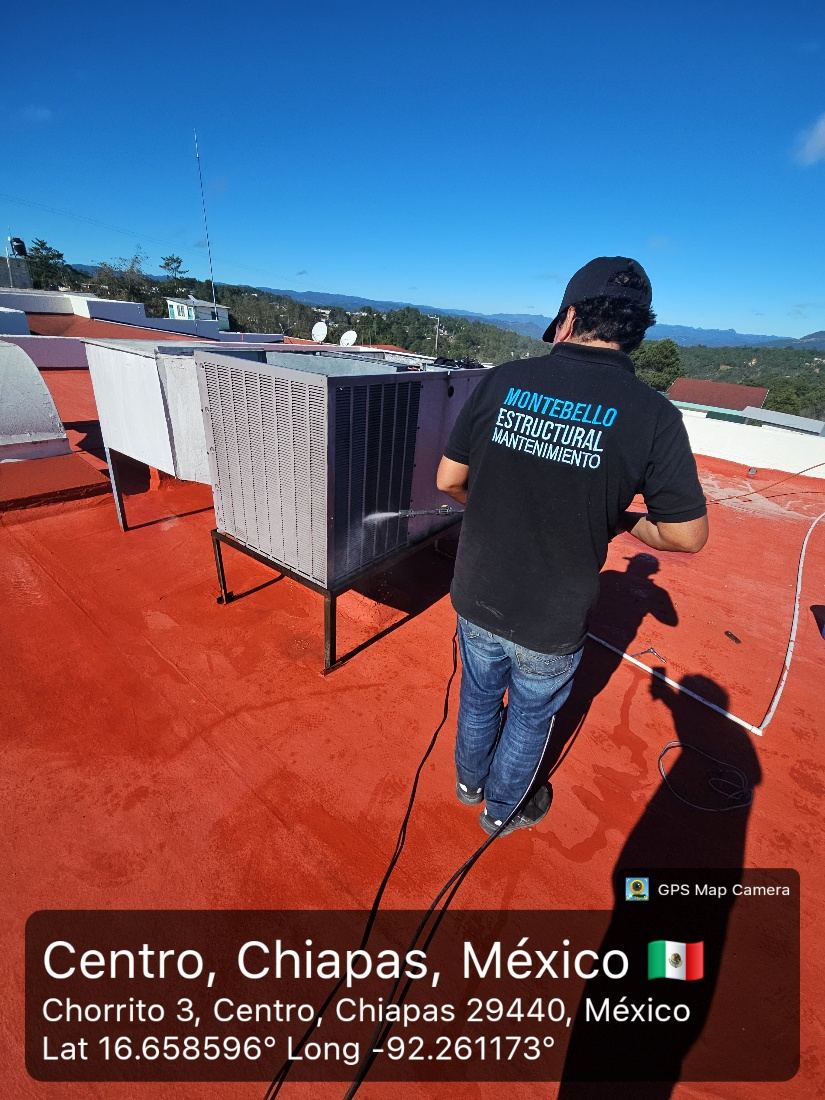 MONTEBELLO
ESTRUCTURAL
MANTENIMIENTO
GPS Map Camera
Centro, Chiapas, México 🇲🇽
Chorrito 3, Centro, Chiapas 29440, México
Lat 16.658596° Long -92.261173°